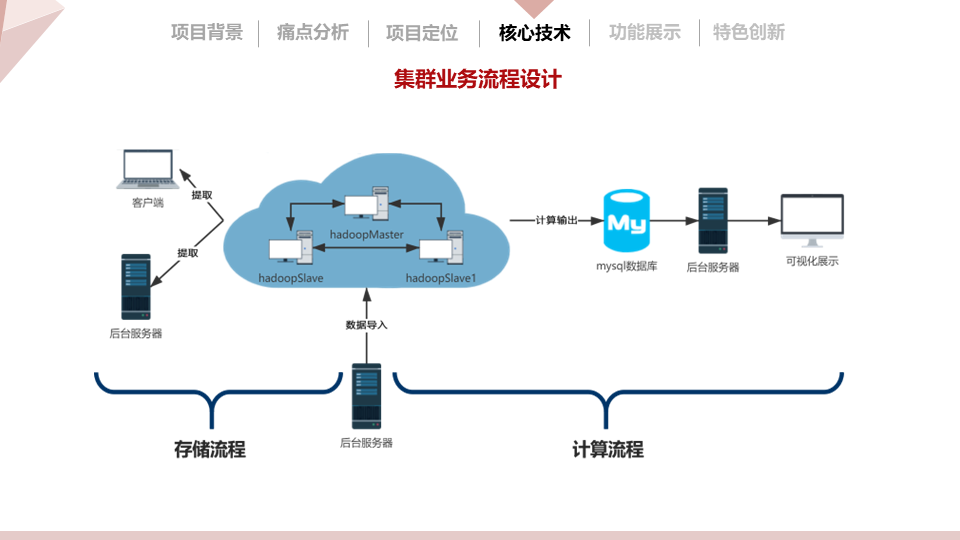 项目背景
痛点分析
项目定位
核心技术
功能展示
特色创新
集群业务流程设计
客户端
提取
提取
后台服务器
hadoopMaster
hadoopSlave
hadoopSlave1
数据导入
后台服务器
计算输出
My
mysql数据库
后台服务器
可视化展示
存储流程
计算流程